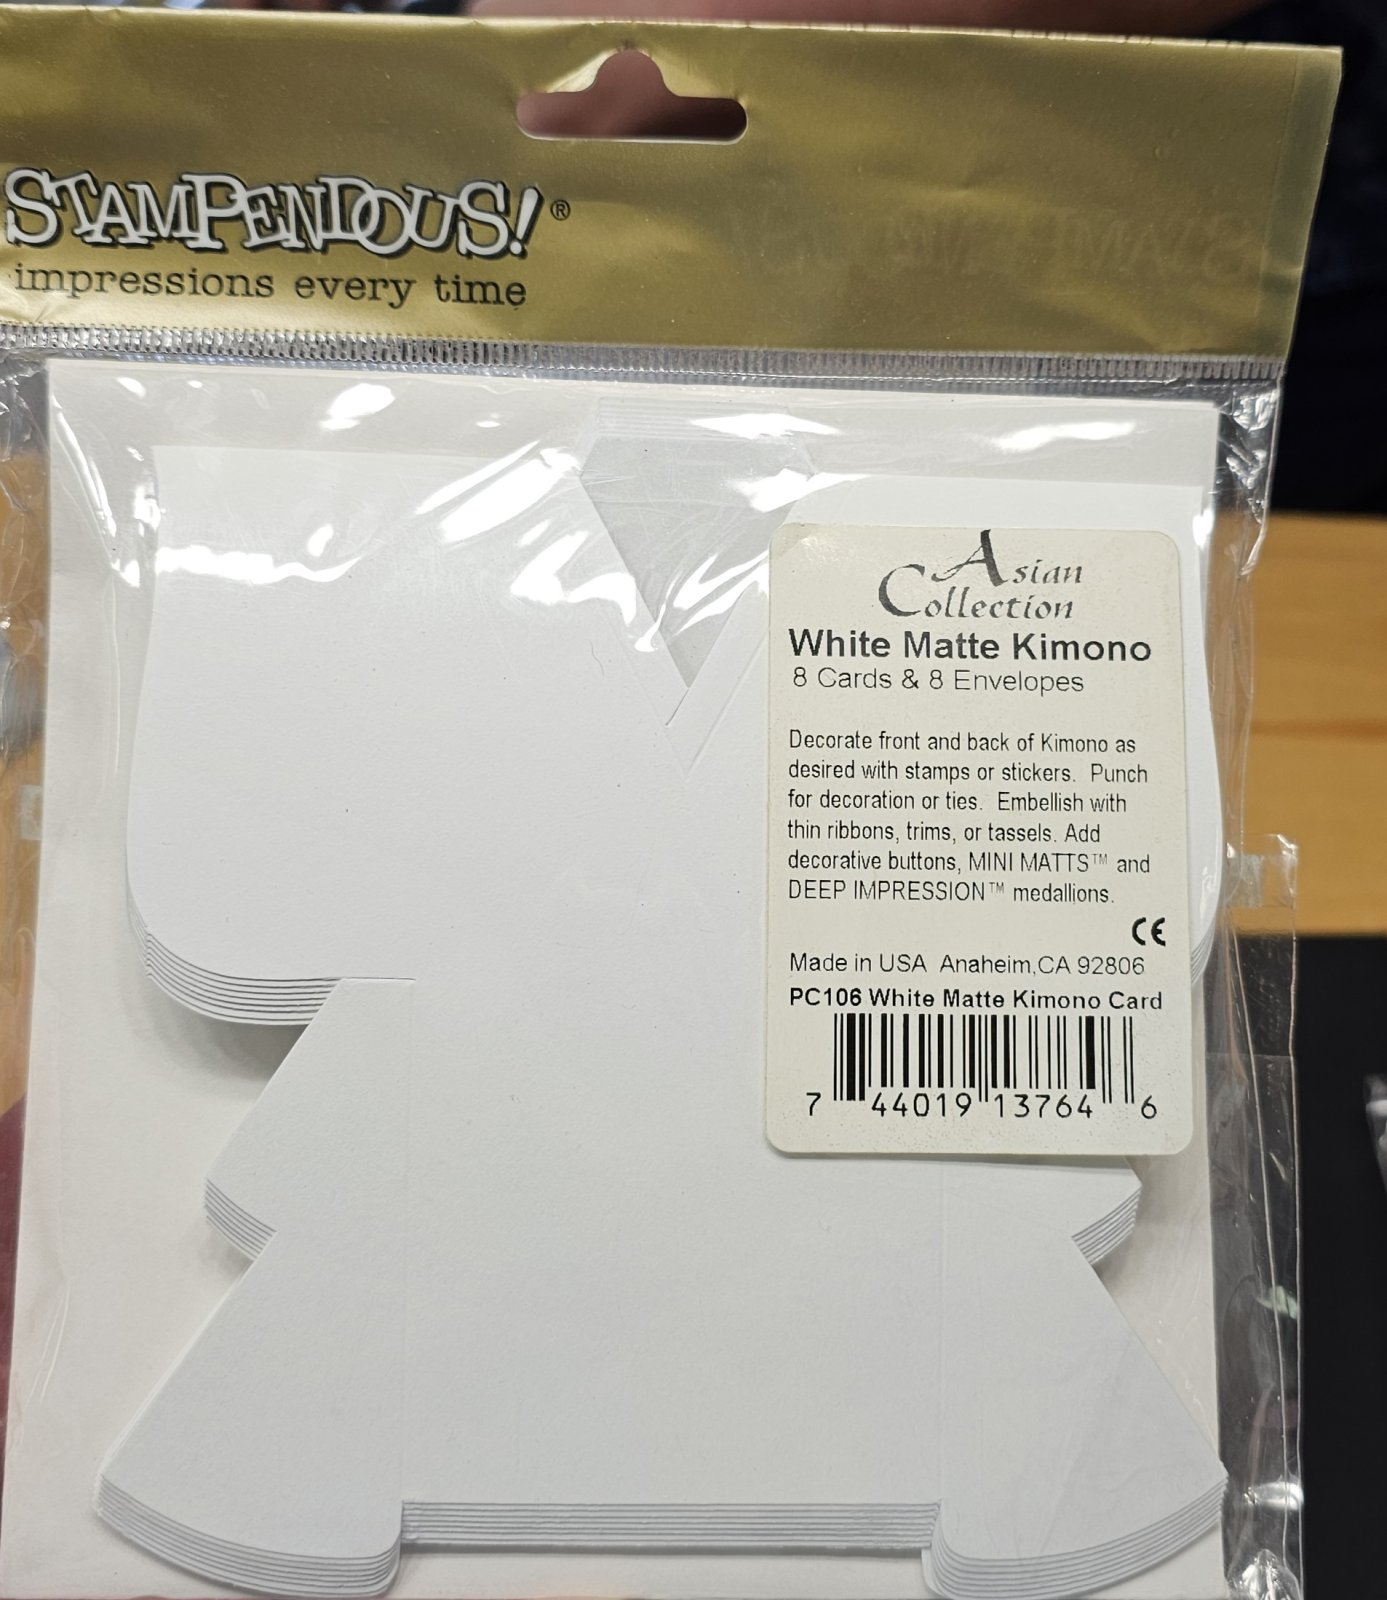 STAMPENDOUS!®
impressions every time
Asian
Collection
White Matte Kimono
8 Cards & 8 Envelopes
Decorate front and back of Kimono as
desired with stamps or stickers. Punch
for decoration or ties. Embellish with
thin ribbons, trims, or tassels. Add
decorative buttons, MINI MATTS™ and
DEEP IMPRESSION™ medallions.
CE
Made in USA Anaheim,CA 92806
PC106 White Matte Kimono Card
7 44019 13764 6